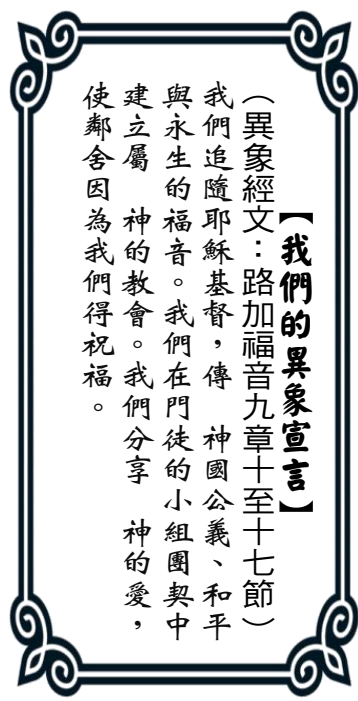 【我們的異象宣言】
（異象經文：路加福音九章十至十七節）
我們追隨耶穌基督，傳　神國公義、和平
與永生的福音。我們在門徒的小組團契中
建立屬　神的教會。我們分享　神的愛，
使鄰舍因為我們得祝福。